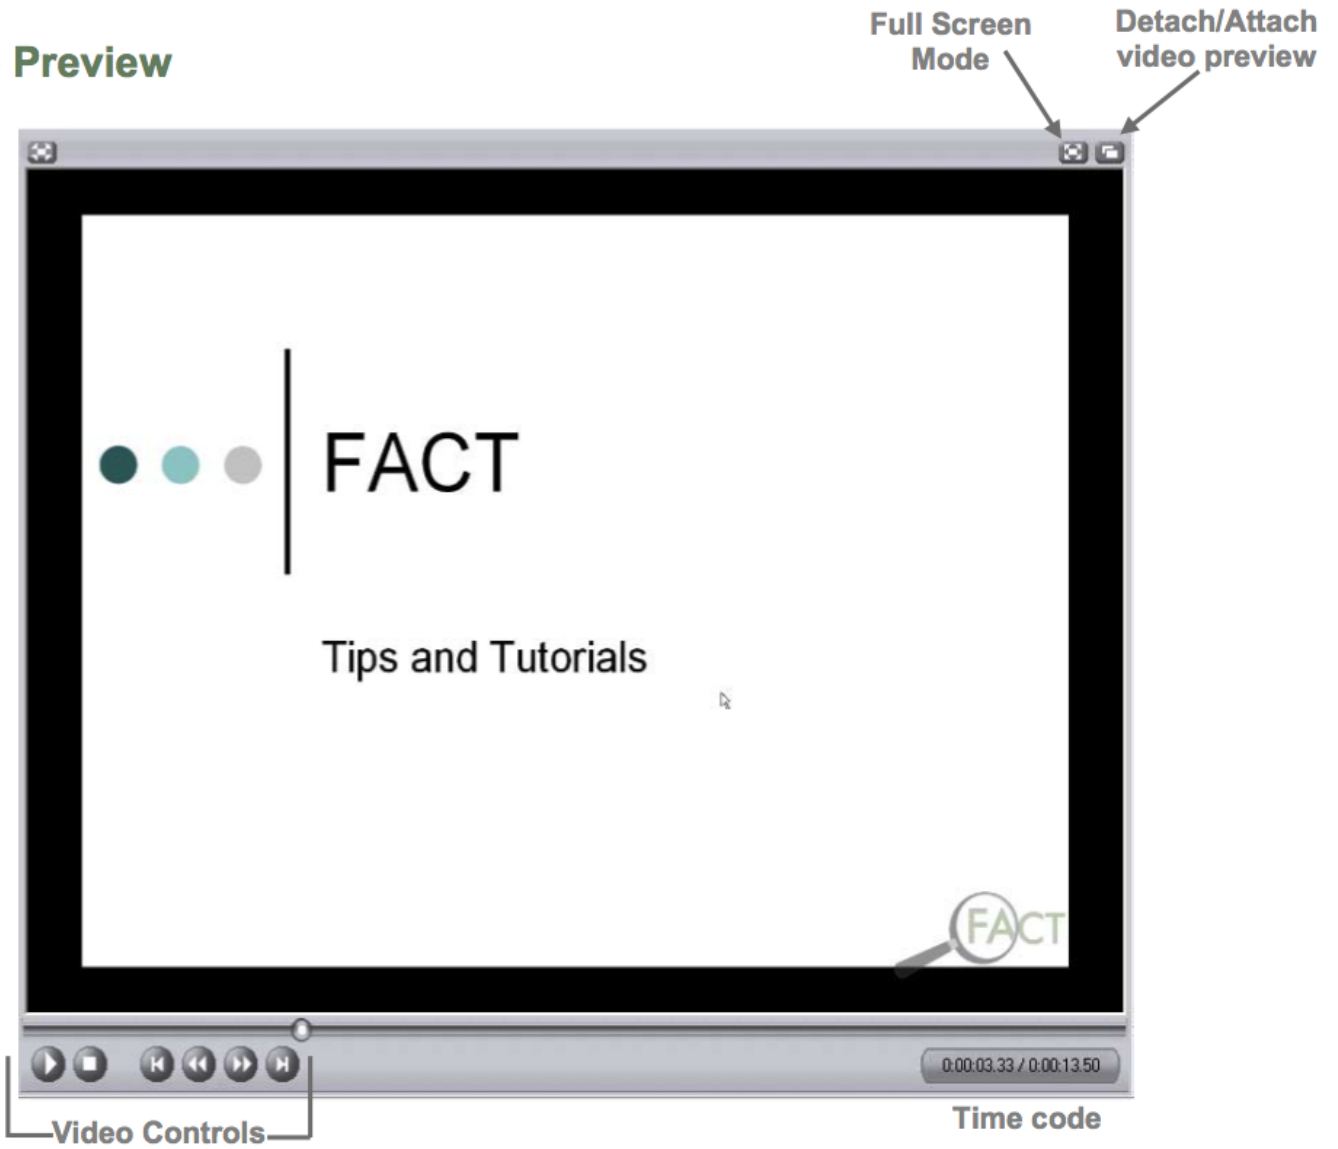 Preview
Full Screen
Mode
Detach/Attach
video preview
FACT
Tips and Tutorials
FACT
0:00:03.33 / 0:00:13.50
Video Controls
Time code